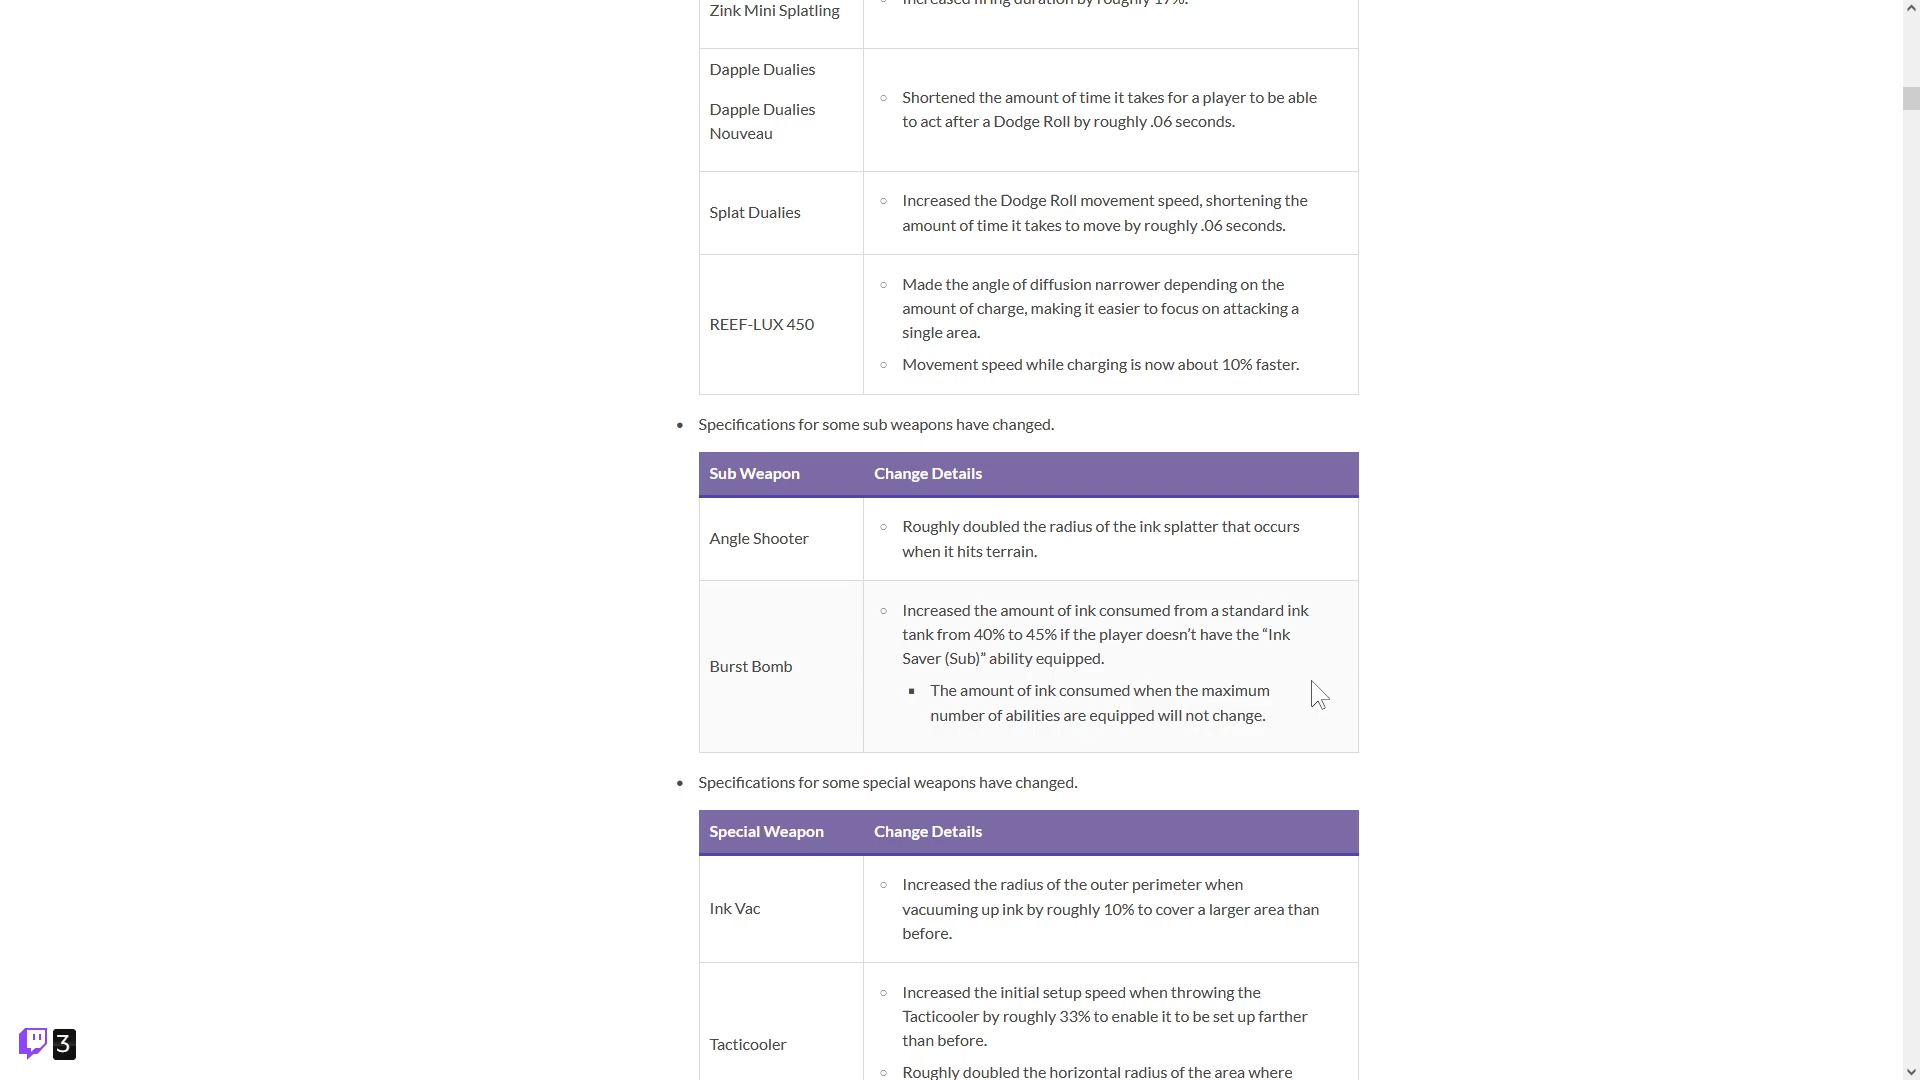 Zink Mini Splatling
Increased firing duration by roughly 17%.
Dapple Dualies
Dapple Dualies
Nouveau
Shortened the amount of time it takes for a player to be able
to act after a Dodge Roll by roughly .06 seconds.
Splat Dualies
Increased the Dodge Roll movement speed, shortening the
amount of time it takes to move by roughly .06 seconds.
REEF-LUX 450
Made the angle of diffusion narrower depending on the
amount of charge, making it easier to focus on attacking a
single area.
Movement speed while charging is now about 10% faster.
Specifications for some sub weapons have changed.
Sub Weapon
Change Details
Angle Shooter
Roughly doubled the radius of the ink splatter that occurs
when it hits terrain.
Burst Bomb
Increased the amount of ink consumed from a standard ink
tank from 40% to 45% if the player doesn’t have the “Ink
Saver (Sub)” ability equipped.
The amount of ink consumed when the maximum
number of abilities are equipped will not change.
Specifications for some special weapons have changed.
Special Weapon
Change Details
Ink Vac
Increased the radius of the outer perimeter when
vacuuming up ink by roughly 10% to cover a larger area than
before.
Tacticooler
Increased the initial setup speed when throwing the
Tacticooler by roughly 33% to enable it to be set up farther
than before.
Roughly doubled the horizontal radius of the area where
3